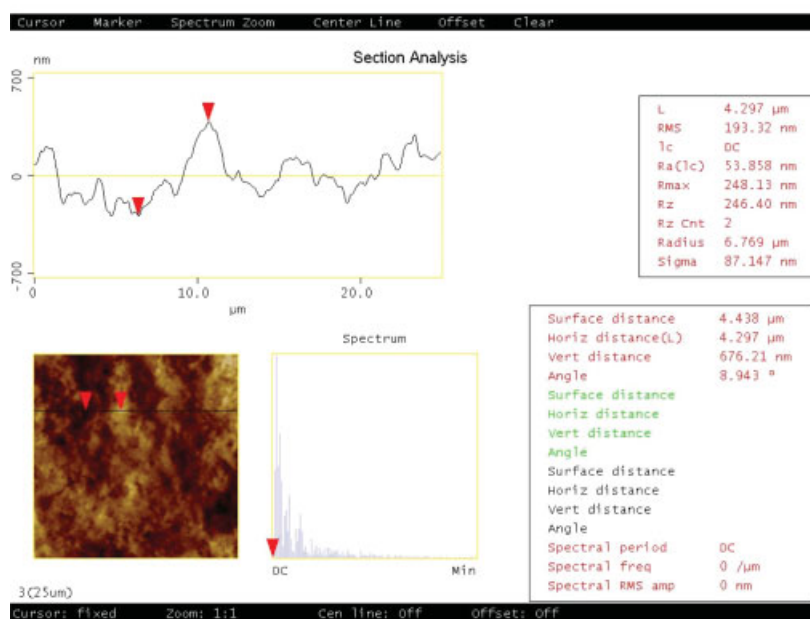 Cursor Marker Spectrum Zoom Center Line Offset Clear
Section Analysis
nm
700
0
-700
0 10.0 20.0
µm
L 4.297 µm
RMS 193.32 nm
lc DC
Ra(lc) 53.858 nm
Rmax 248.13 nm
Rz 246.40 nm
Rz Cnt 2
Radius 6.769 µm
Sigma 87.147 nm
Spectrum
DC Min
Surface distance 4.438 µm
Horiz distance(L) 4.297 µm
Vert distance 676.21 nm
Angle 8.943 °
Surface distance
Horiz distance
Vert distance
Angle
Surface distance
Horiz distance
Vert distance
Angle
Spectral period DC
Spectral freq 0 /µm
Spectral RMS amp 0 nm
3(25um)
Cursor: fixed Zoom: 1:1 Cen line: Off Offset: Off